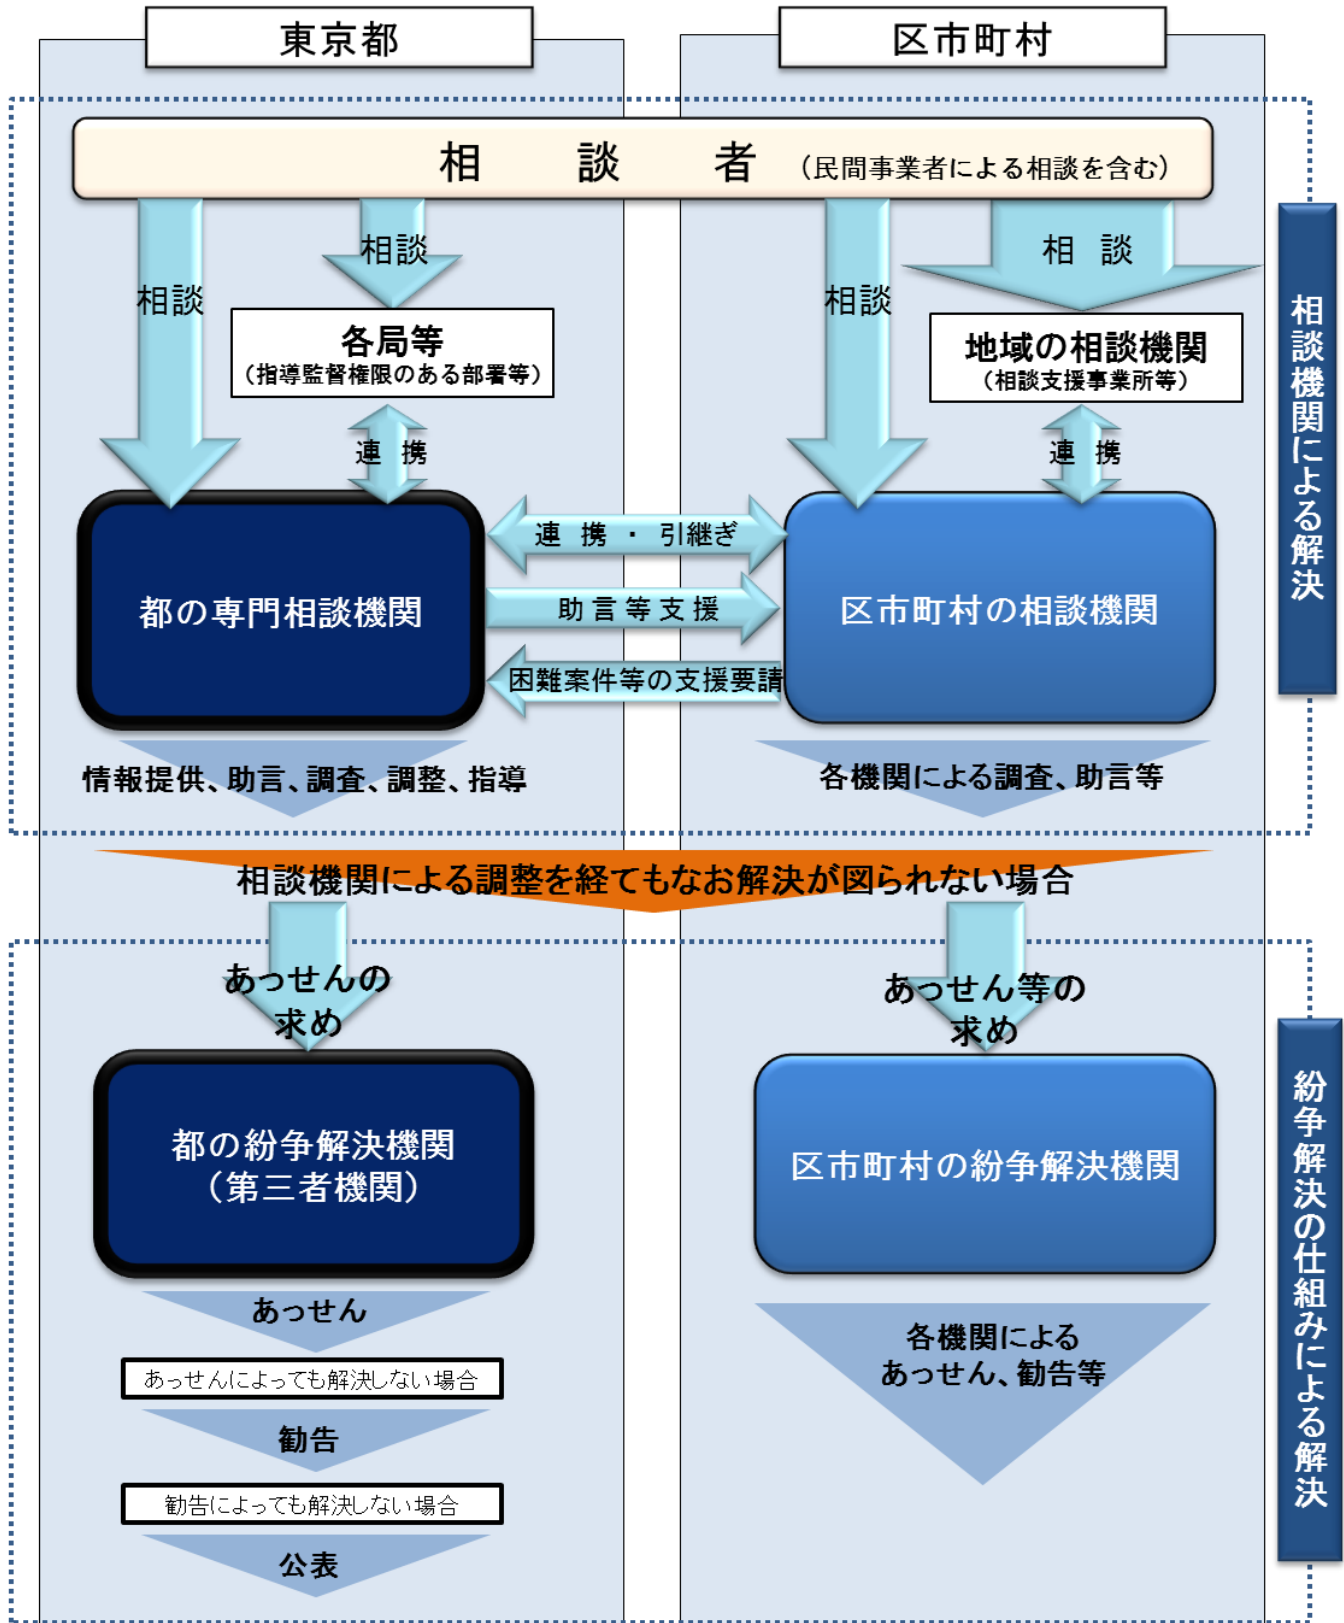 東京都
区市町村
相　談　者　（民間事業者による相談を含む）
相談
相談
相談
相　談
各局等
（指導監督権限のある部署等）
地域の相談機関
（相談支援事業所等）
連　携
連　携
都の専門相談機関
連　携　・　引継ぎ
助言等支援
困難案件等の支援要請
区市町村の相談機関
情報提供、助言、調査、調整、指導
各機関による調査、助言等
相談機関による解決
相談機関による調整を経てもなお解決が図られない場合
あっせんの
求め
あっせん等の
求め
都の紛争解決機関
（第三者機関）
区市町村の紛争解決機関
あっせん
あっせんによっても解決しない場合
勧告
勧告によっても解決しない場合
公表
各機関による
あっせん、勧告等
紛争解決の仕組みによる解決